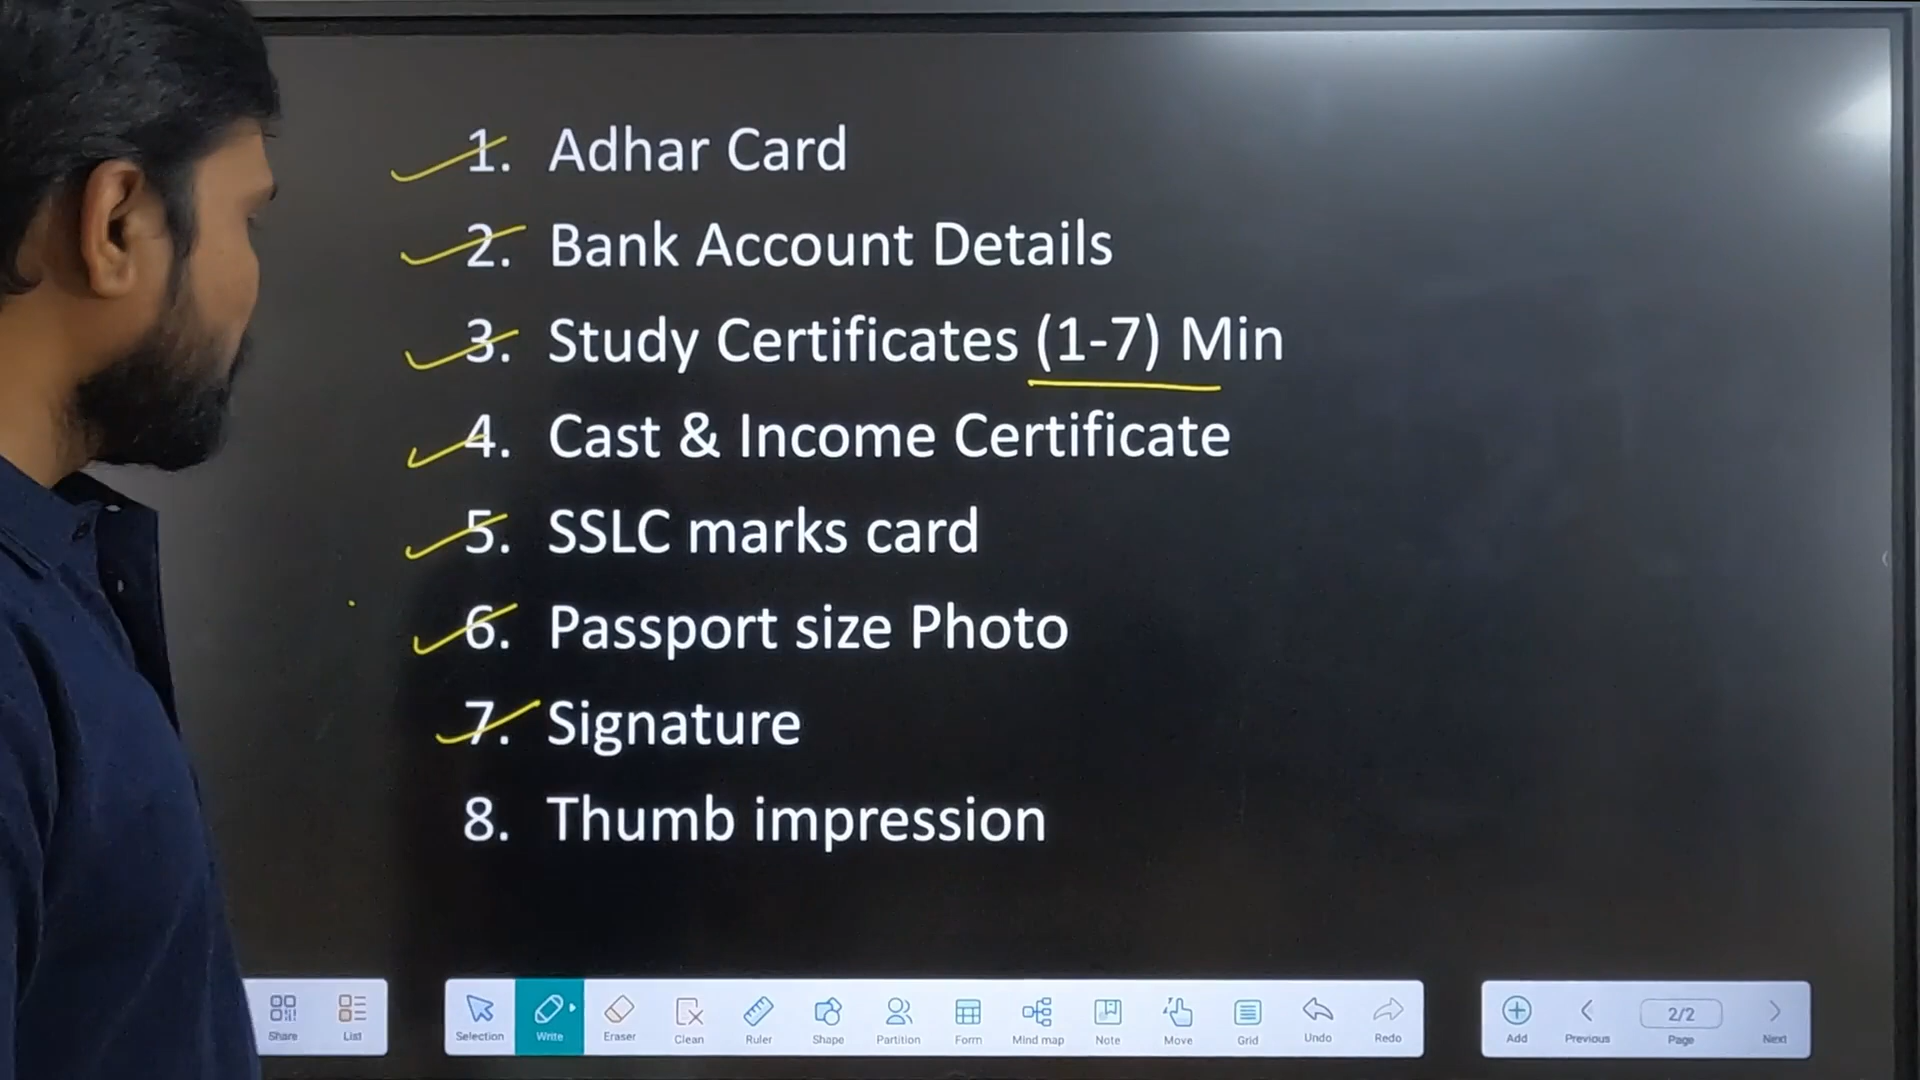 1. Adhar Card
2. Bank Account Details
3. Study Certificates (1-7) Min
4. Cast & Income Certificate
5. SSLC marks card
6. Passport size Photo
7. Signature
8. Thumb impression
Share List Selection Write Eraser Clean Ruler Shape Partition Form Mind map Note Move Grid Undo Redo Add Previous 2/2 Page Next